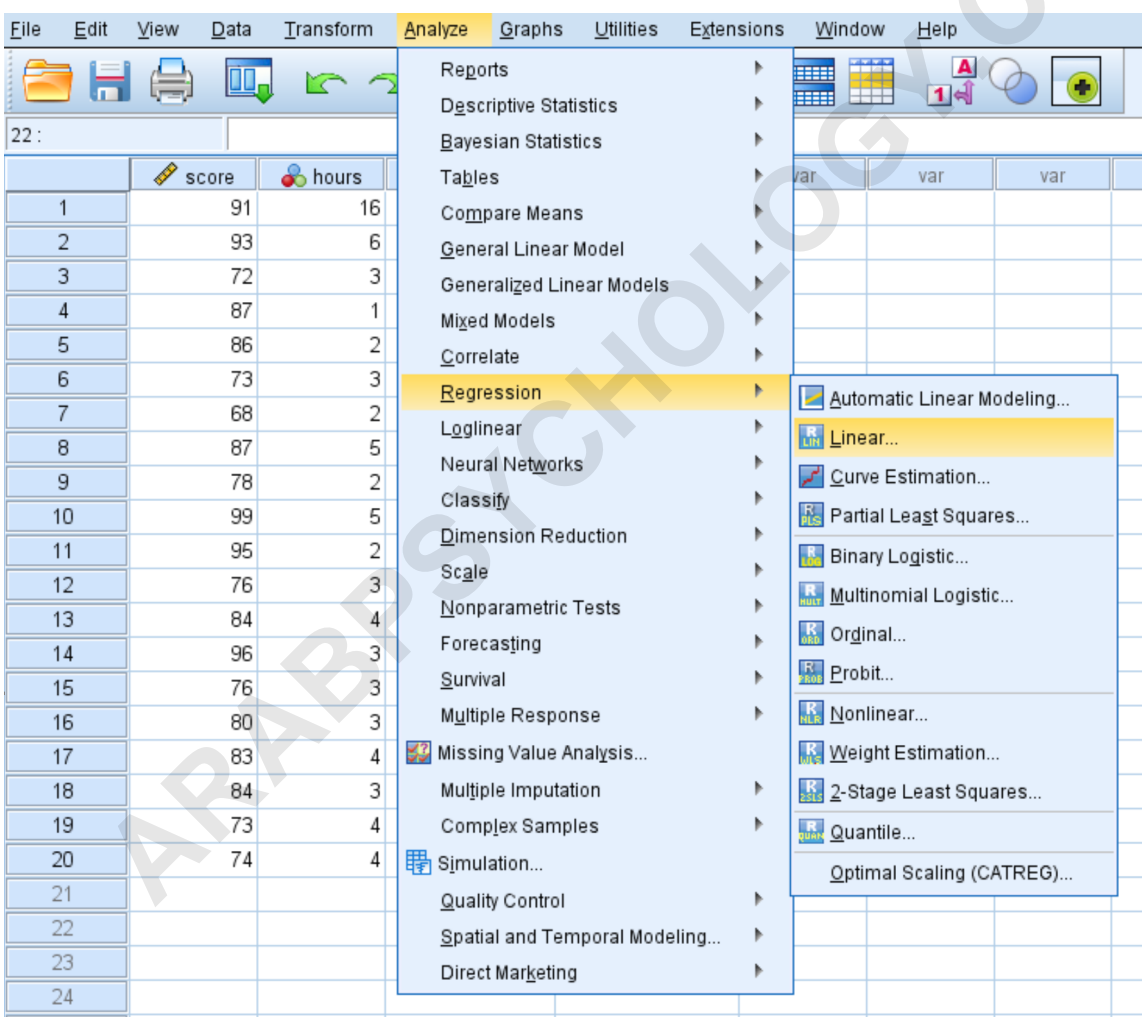 File Edit View Data Transform Analyze Graphs Utilities Extensions Window Help
22 :
score hours var var var
1 91 16
2 93 6
3 72 3
4 87 1
5 86 2
6 73 3
7 68 2
8 87 5
9 78 2
10 99 5
11 95 2
12 76 3
13 84 4
14 96 3
15 76 3
16 80 3
17 83 4
18 84 3
19 73 4
20 74 4
21
22
23
24
Reports
Descriptive Statistics
Bayesian Statistics
Tables
Compare Means
General Linear Model
Generalized Linear Models
Mixed Models
Correlate
Regression
Loglinear
Neural Networks
Classify
Dimension Reduction
Scale
Nonparametric Tests
Forecasting
Survival
Multiple Response
Missing Value Analysis...
Multiple Imputation
Complex Samples
Simulation...
Quality Control
Spatial and Temporal Modeling...
Direct Marketing
Automatic Linear Modeling...
Linear...
Curve Estimation...
Partial Least Squares...
Binary Logistic...
Multinomial Logistic...
Ordinal...
Probit...
Nonlinear...
Weight Estimation...
2-Stage Least Squares...
Quantile...
Optimal Scaling (CATREG)...
ARABPSYCHOLOGY